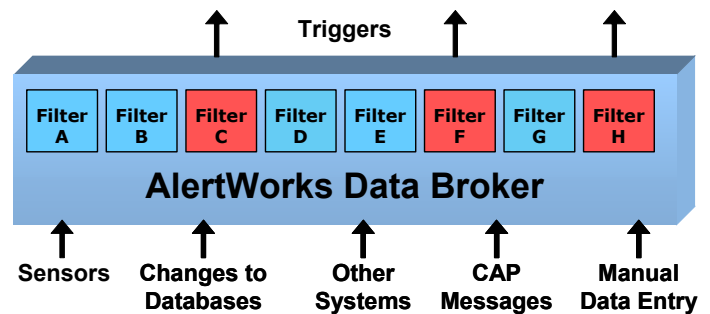 Triggers
Filter A
Filter B
Filter C
Filter D
Filter E
Filter F
Filter G
Filter H
AlertWorks Data Broker
Sensors
Changes to
Databases
Other
Systems
CAP
Messages
Manual
Data Entry